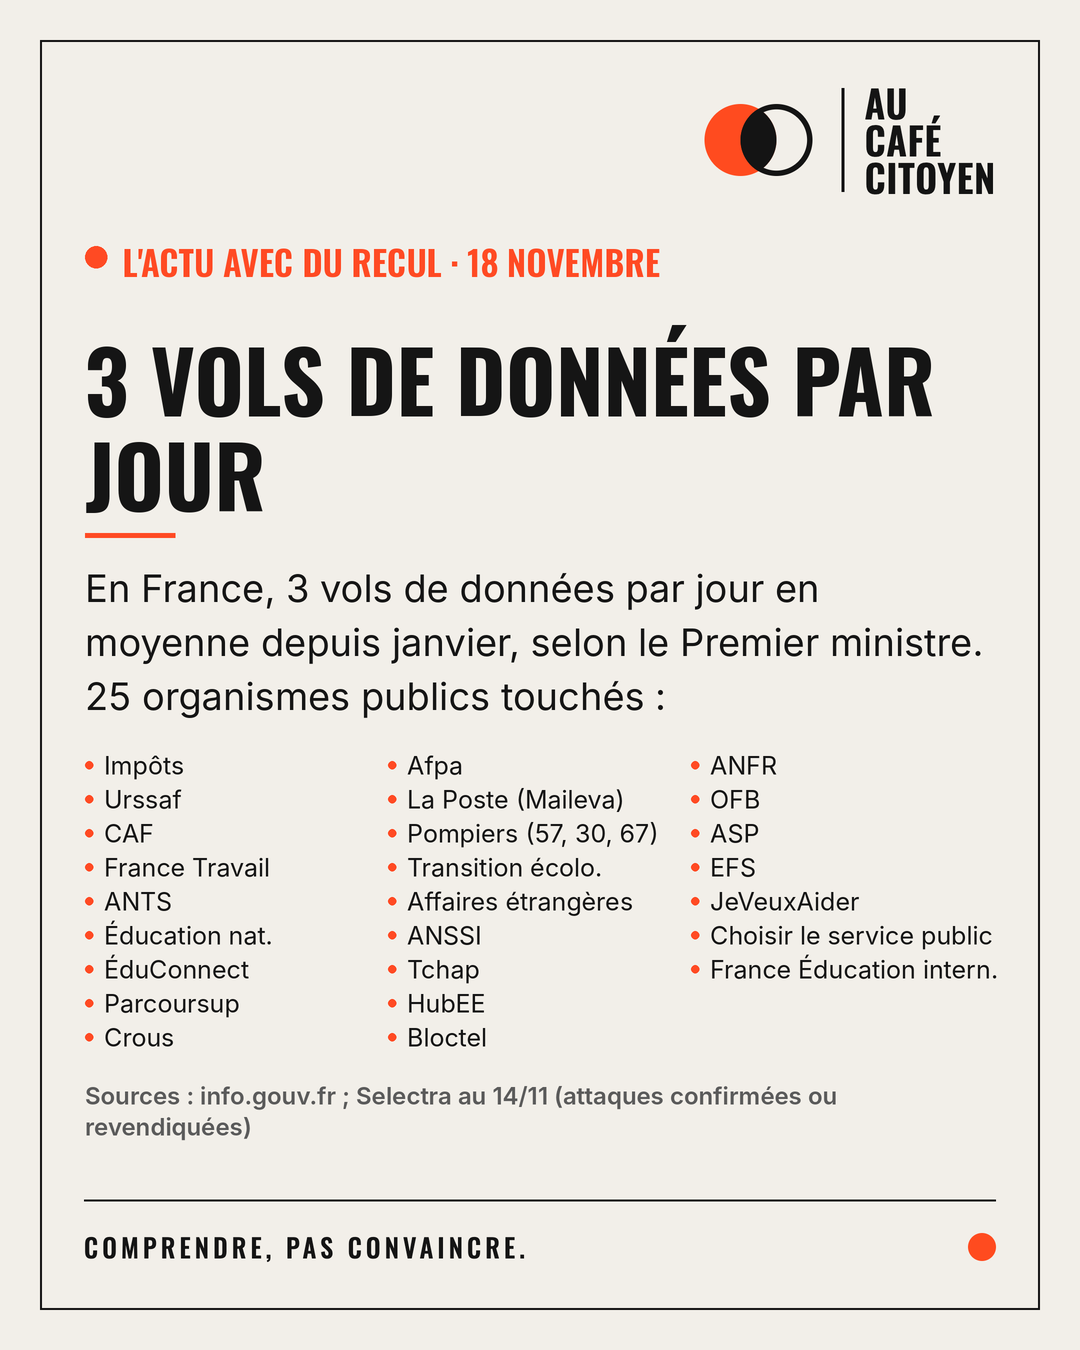 AU
CAFÉ
CITOYEN
L'ACTU AVEC DU RECUL · 18 NOVEMBRE
3 VOLS DE DONNÉES PAR
JOUR
En France, 3 vols de données par jour en
moyenne depuis janvier, selon le Premier ministre.
25 organismes publics touchés :
• Impôts
• Urssaf
• CAF
• France Travail
• ANTS
• Éducation nat.
• ÉduConnect
• Parcoursup
• Crous
• Afpa
• La Poste (Maileva)
• Pompiers (57, 30, 67)
• Transition écolo.
• Affaires étrangères
• ANSSI
• Tchap
• HubEE
• Bloctel
• ANFR
• OFB
• ASP
• EFS
• JeVeuxAider
• Choisir le service public
• France Éducation intern.
Sources : info.gouv.fr ; Selectra au 14/11 (attaques confirmées ou
revendiquées)
COMPRENDRE, PAS CONVAINCRE.